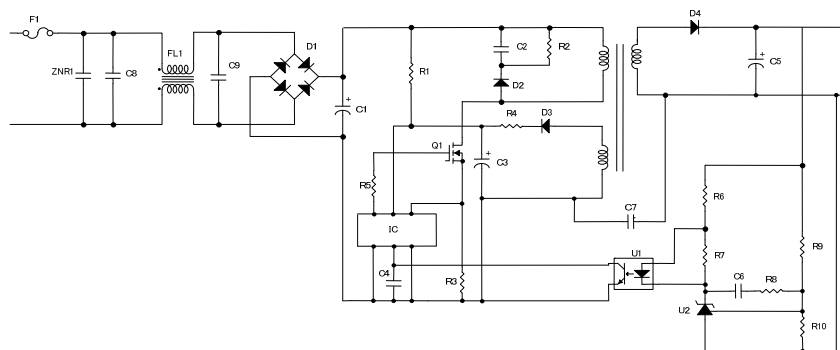 F1
ZNR1
C8
FL1
C9
D1
C1
R1
C2
R2
D2
D4
C5
R4
D3
Q1
C3
R5
IC
C4
R3
C7
U1
R6
R7
C6
R8
R9
U2
R10